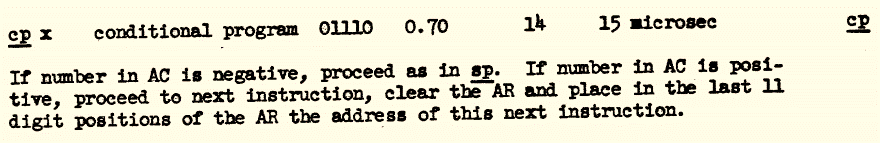 cp x conditional program 01110 0.70 14 15 microsec cp
If number in AC is negative, proceed as in sp. If number in AC is posi-
tive, proceed to next instruction, clear the AR and place in the last 11
digit positions of the AR the address of this next instruction.